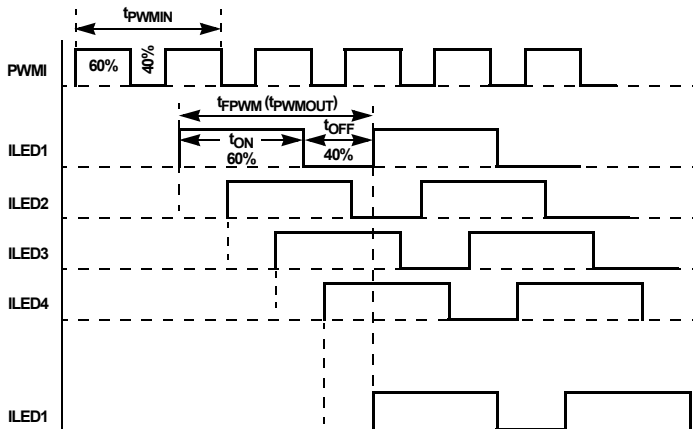 tPWMIN
PWMI
60%
40%
tFPWM (tPWMOUT)
tON
60%
tOFF
40%
ILED1
ILED2
ILED3
ILED4
ILED1